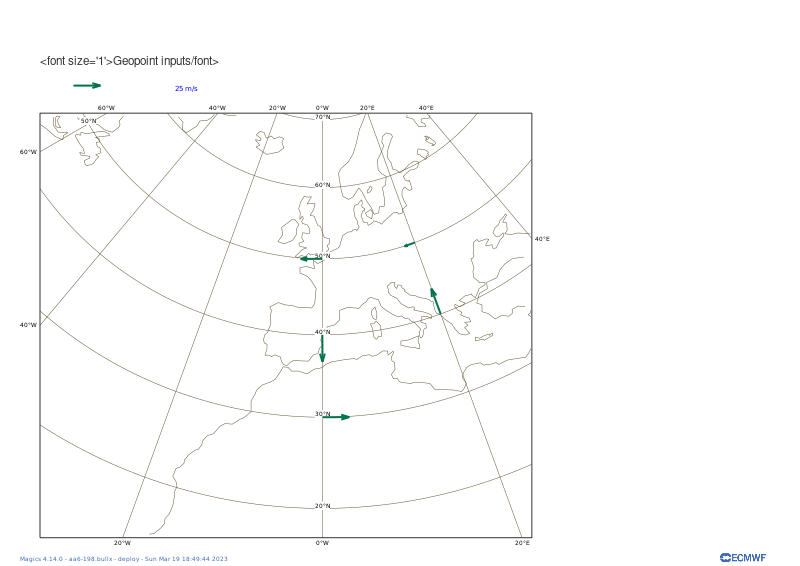 <font size='1'>Geopoint inputs/font>
25 m/s
60°W 40°W 20°W 0°W 20°E 40°E
70°N
50°N
60°W
60°N
40°E
50°N
40°W
40°N
30°N
20°N
20°W 0°W 20°E
Magics 4.14.0 - aa6-198.bullx - deploy - Sun Mar 19 18:49:44 2023
ECMWF